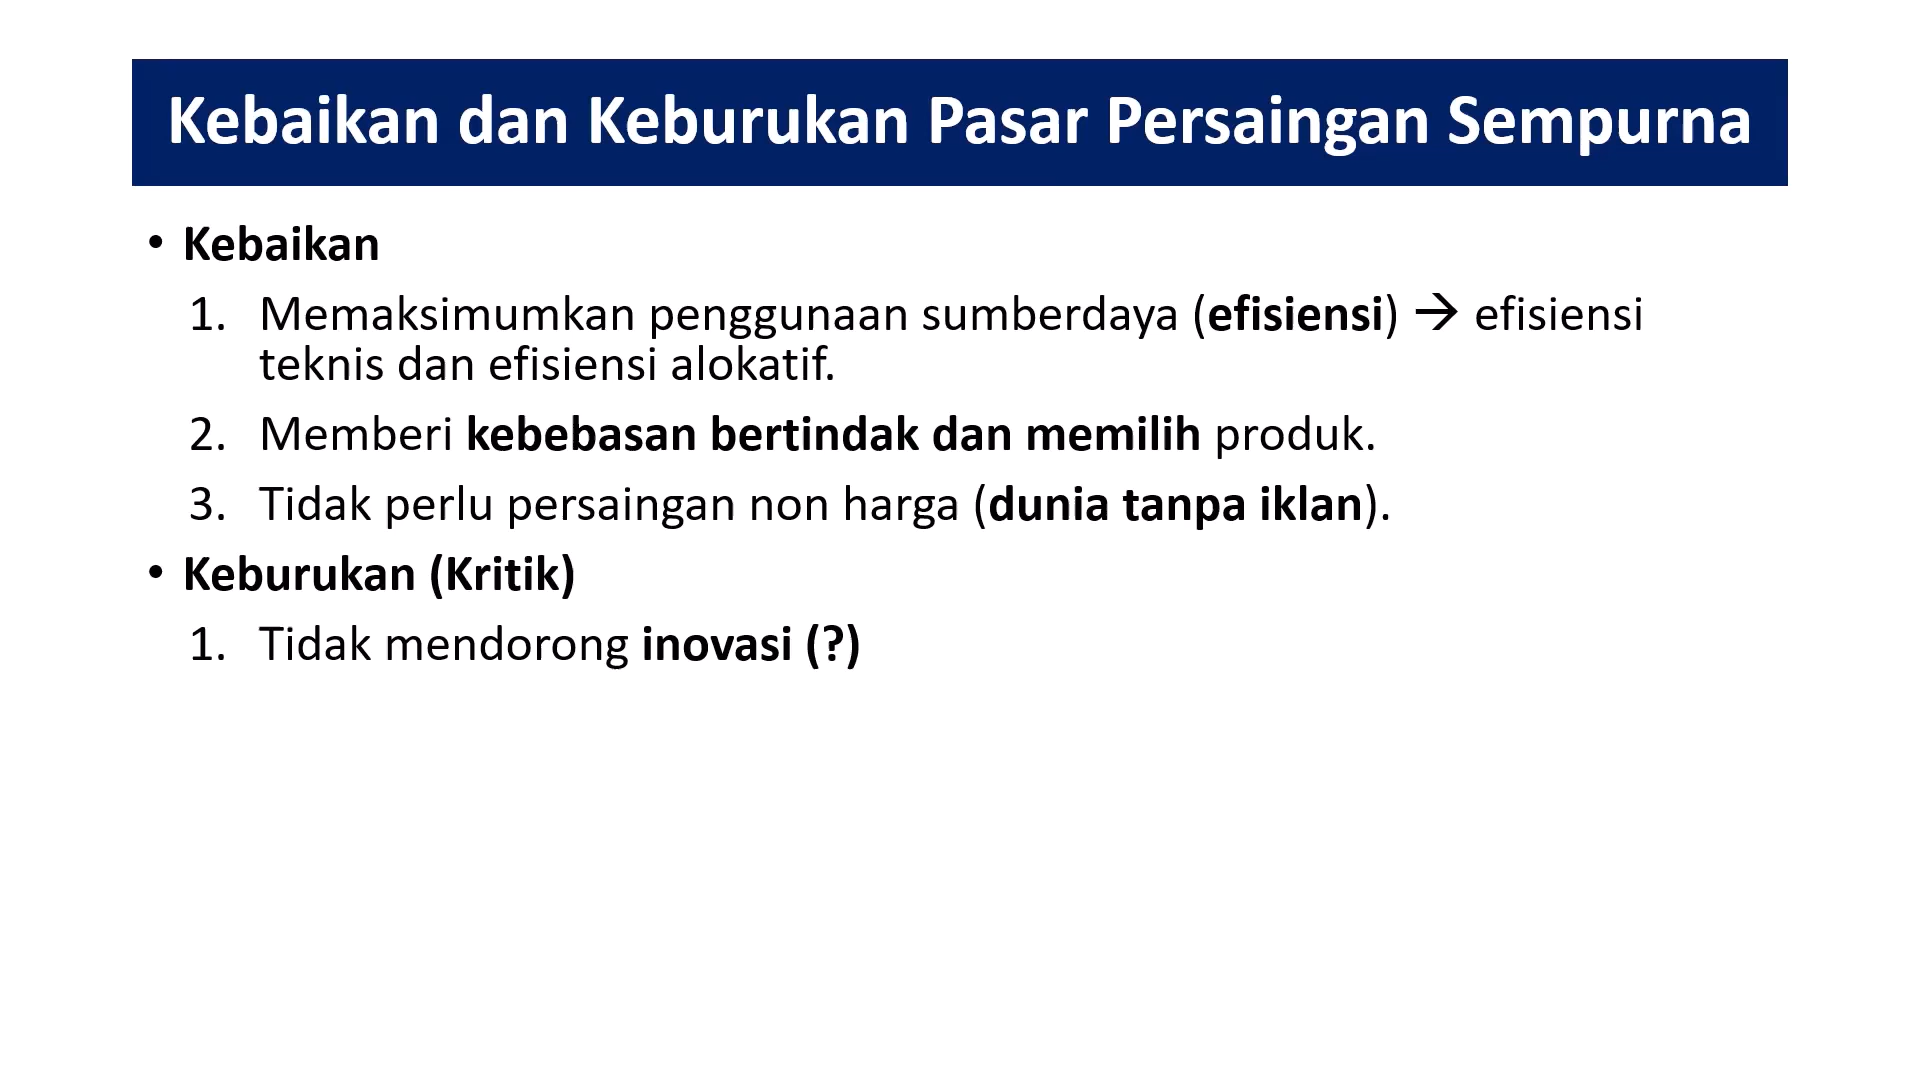 Kebaikan dan Keburukan Pasar Persaingan Sempurna
• Kebaikan
1. Memaksimumkan penggunaan sumberdaya (efisiensi) → efisiensi
teknis dan efisiensi alokatif.
2. Memberi kebebasan bertindak dan memilih produk.
3. Tidak perlu persaingan non harga (dunia tanpa iklan).
• Keburukan (Kritik)
1. Tidak mendorong inovasi (?)